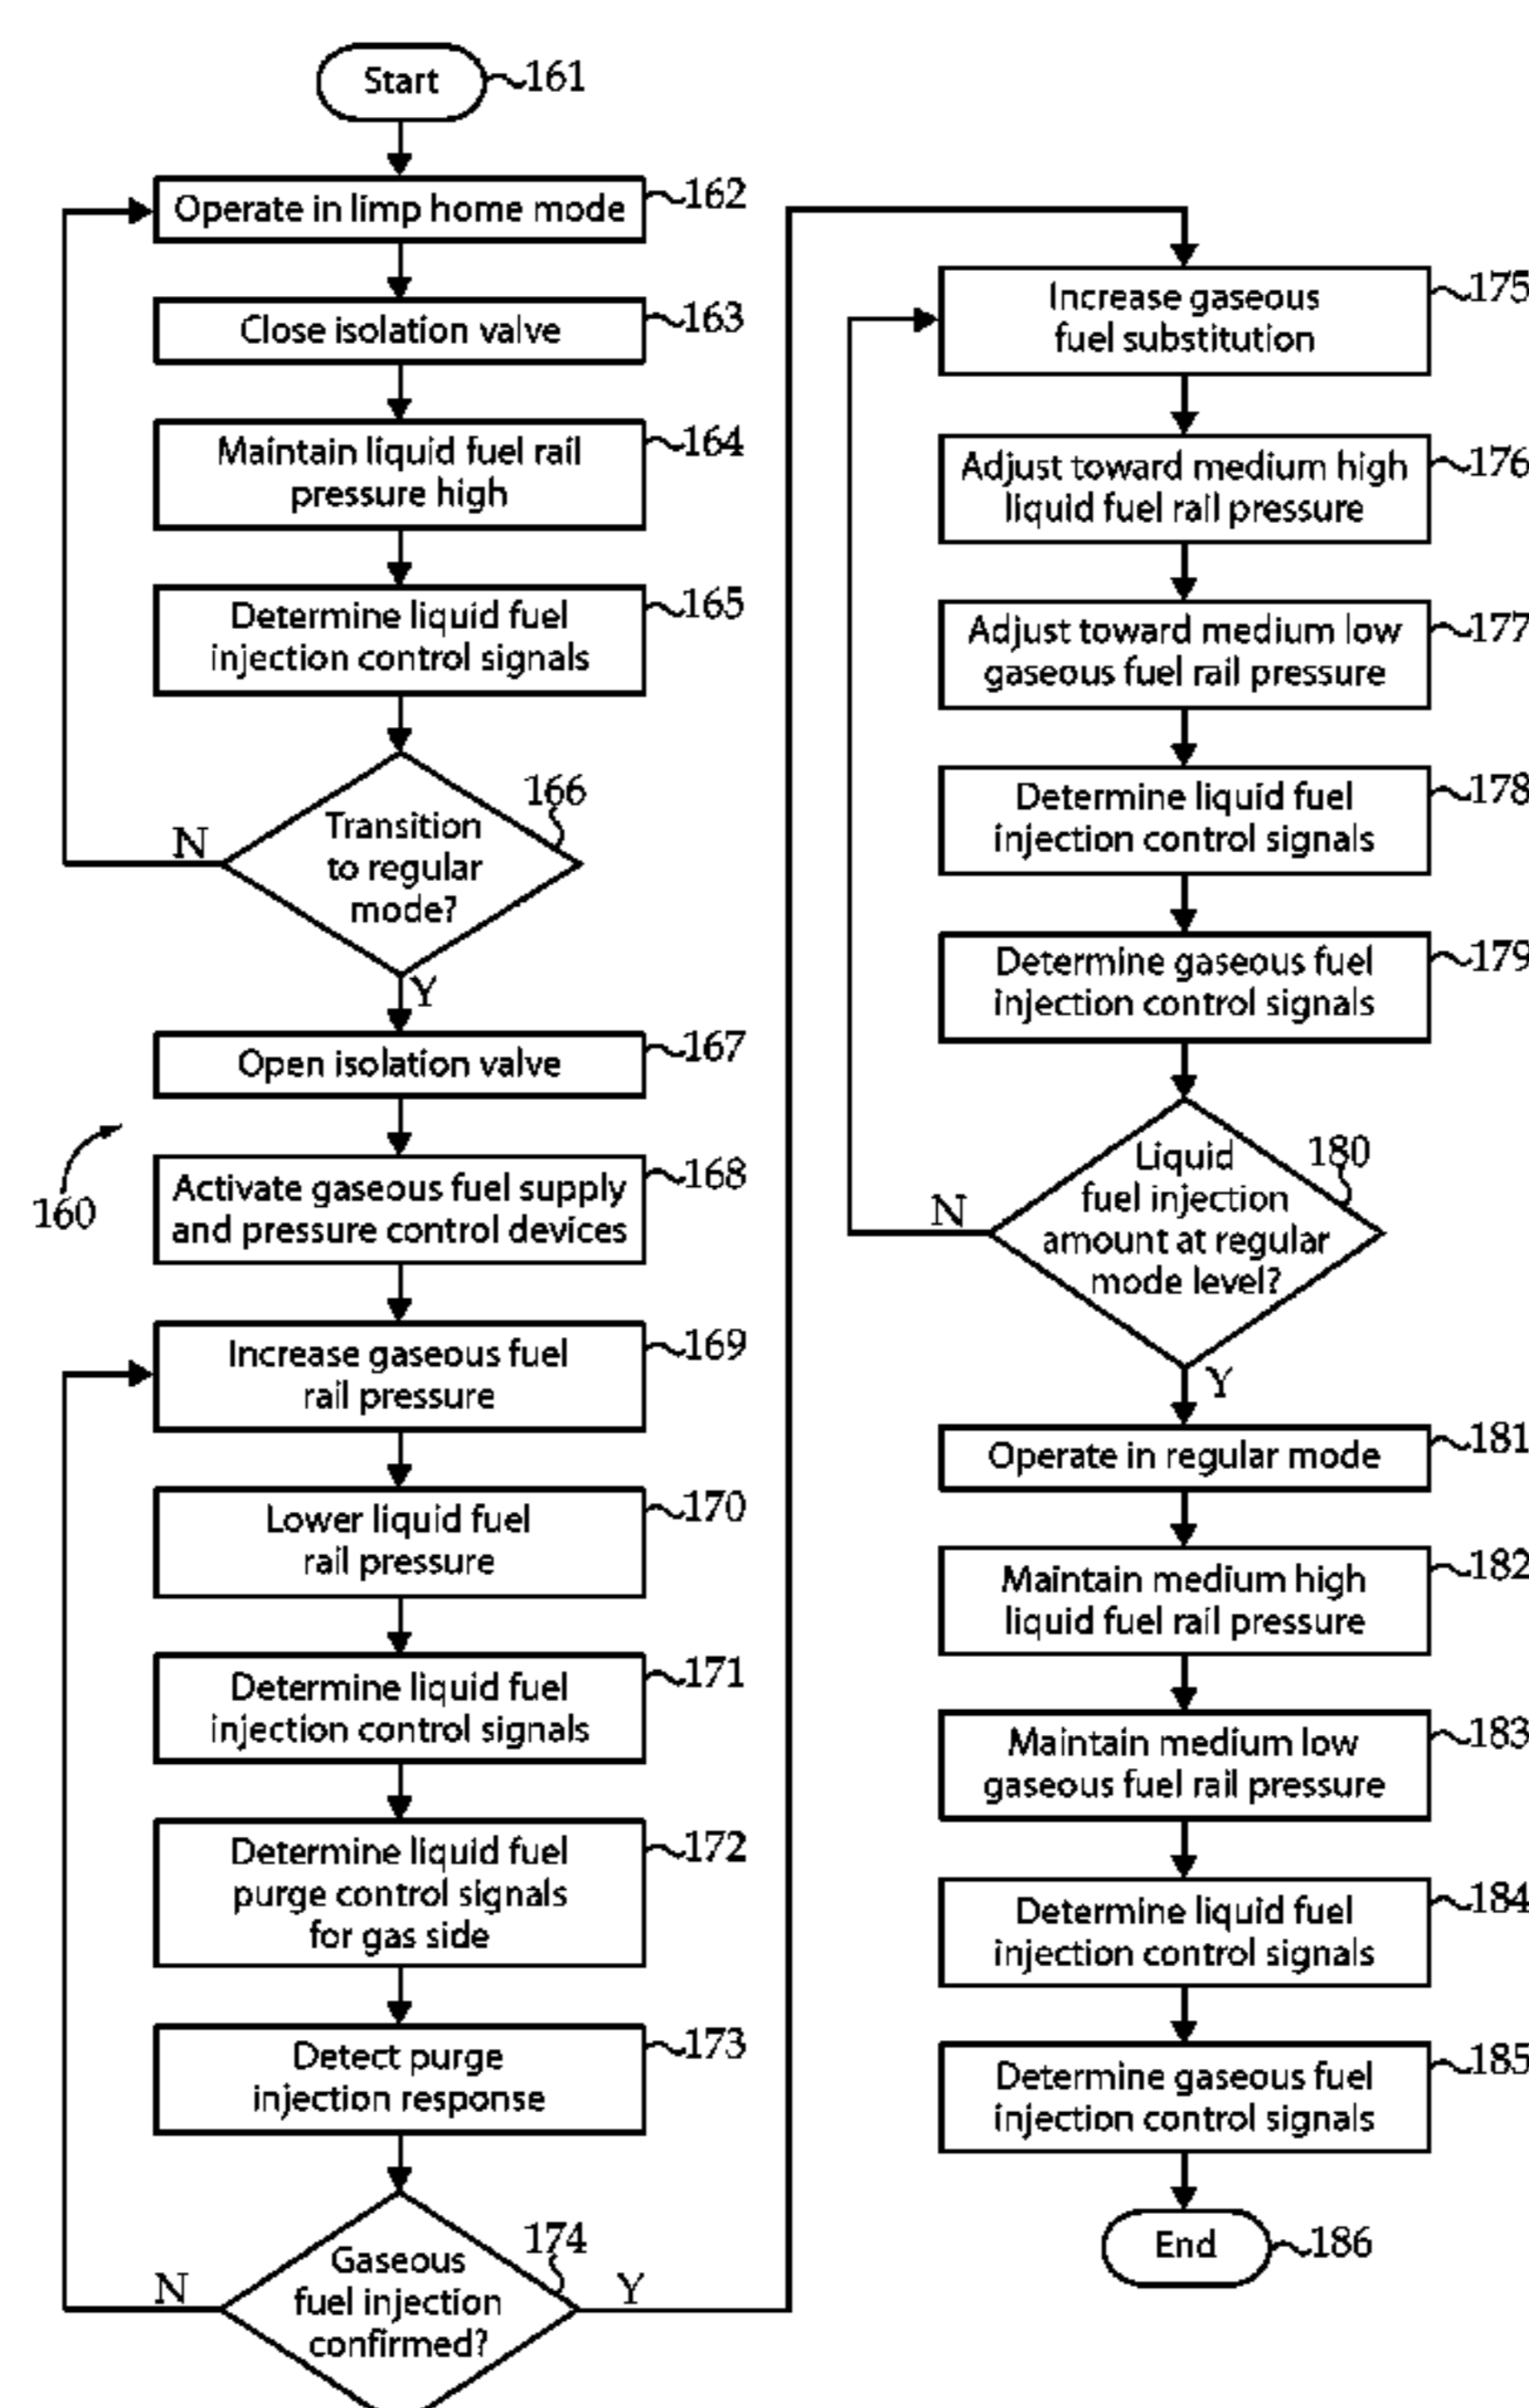 Start
161
Operate in limp home mode
162
Close isolation valve
163
Maintain liquid fuel rail
pressure high
164
Determine liquid fuel
injection control signals
165
166
Transition
to regular
mode?
N
Y
Open isolation valve
167
160
Activate gaseous fuel supply
and pressure control devices
168
Increase gaseous fuel
rail pressure
169
Lower liquid fuel
rail pressure
170
Determine liquid fuel
injection control signals
171
Determine liquid fuel
purge control signals
for gas side
172
Detect purge
injection response
173
174
Gaseous
fuel injection
confirmed?
N
Y
Increase gaseous
fuel substitution
175
Adjust toward medium high
liquid fuel rail pressure
176
Adjust toward medium low
gaseous fuel rail pressure
177
Determine liquid fuel
injection control signals
178
Determine gaseous fuel
injection control signals
179
180
Liquid
fuel injection
amount at regular
mode level?
N
Y
Operate in regular mode
181
Maintain medium high
liquid fuel rail pressure
182
Maintain medium low
gaseous fuel rail pressure
183
Determine liquid fuel
injection control signals
184
Determine gaseous fuel
injection control signals
185
End
186